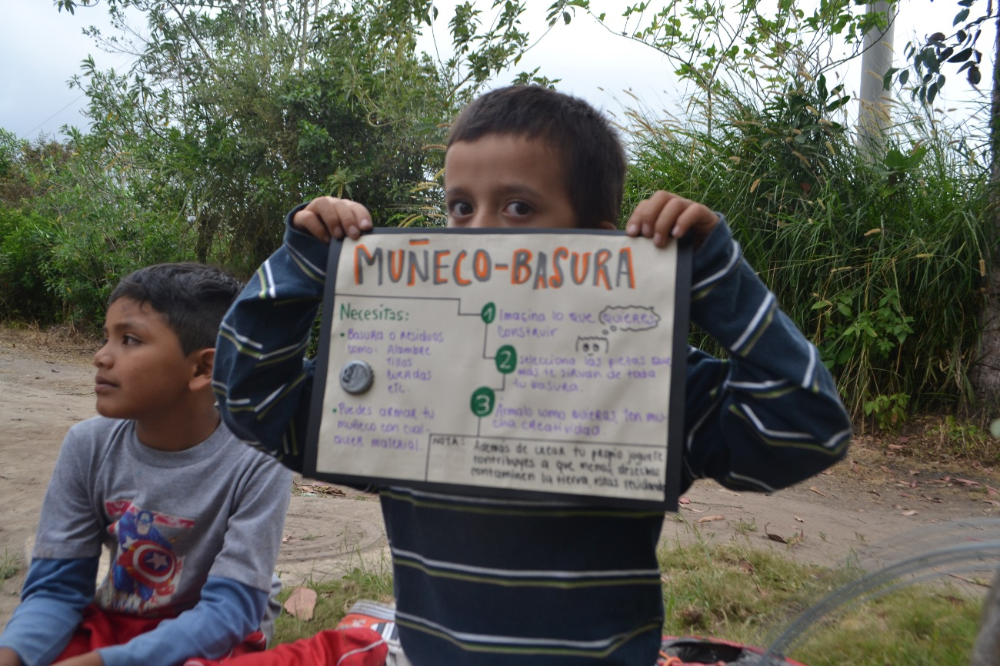 MUÑECO-BASURA
Necesitas:
• Basura o residuos
como: Alambre
Tillos
cuerdas
etc.
• Puedes armar tu
muñeco con cual-
quier material.
1 Imagina lo que quieres
construir
2 selecciona las piezas que
más te sirvan de toda
tu basura.
3 Ármalo como quieras, ten mu-
cha creatividad
NOTA: Además de crear tu propio juguete
contribuyes a que menos desechos
contaminen la tierra, estas reciclando